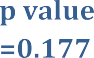 p value
=0.177